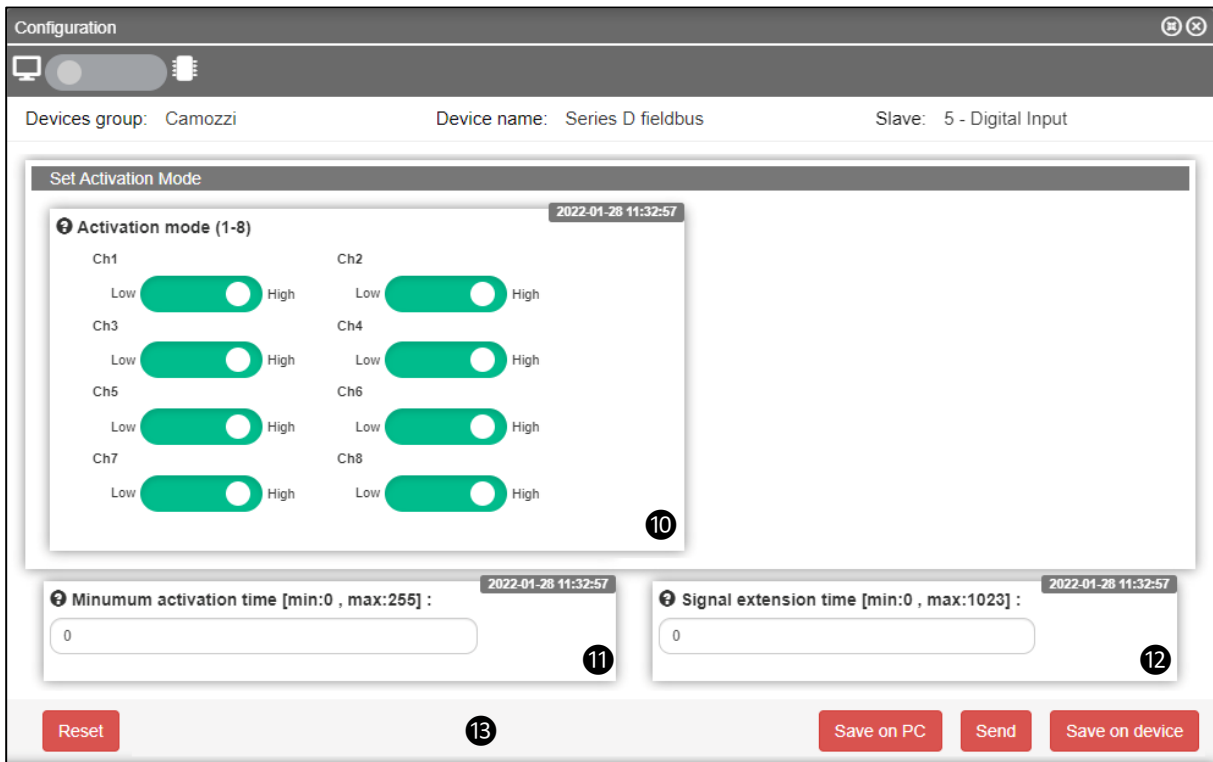 Configuration
Devices group: Camozzi Device name: Series D fieldbus Slave: 5 - Digital Input
Set Activation Mode
2022-01-28 11:32:57
Activation mode (1-8)
Ch1 Ch2
Low High Low High
Ch3 Ch4
Low High Low High
Ch5 Ch6
Low High Low High
Ch7 Ch8
Low High Low High
10
2022-01-28 11:32:57 2022-01-28 11:32:57
Minumum activation time [min:0 , max:255] : Signal extension time [min:0 , max:1023] :
0 0
11 12
Reset 13 Save on PC Send Save on device